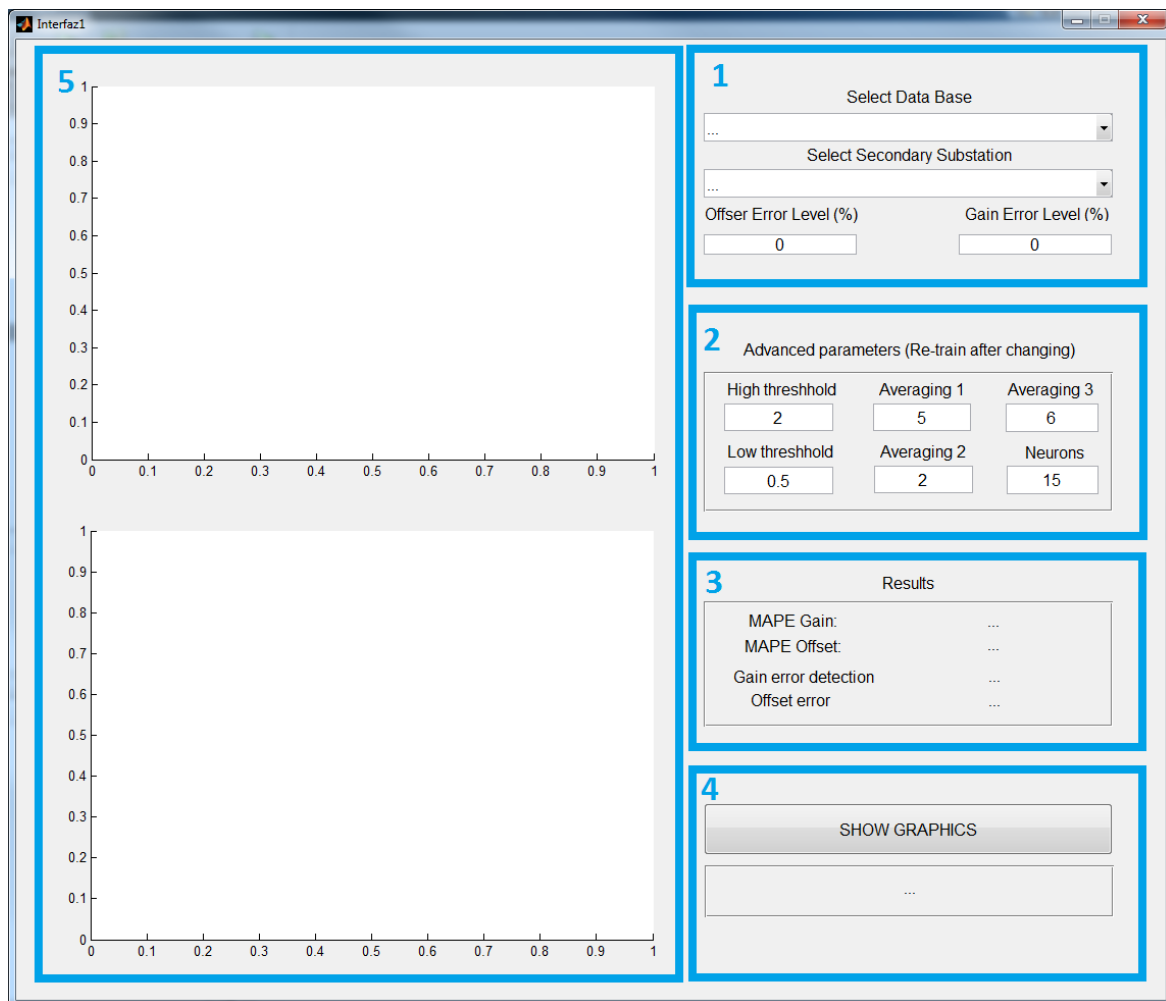 Interfaz1
5
1
0.9
0.8
0.7
0.6
0.5
0.4
0.3
0.2
0.1
0
0 0.1 0.2 0.3 0.4 0.5 0.6 0.7 0.8 0.9 1
1
0.9
0.8
0.7
0.6
0.5
0.4
0.3
0.2
0.1
0
0 0.1 0.2 0.3 0.4 0.5 0.6 0.7 0.8 0.9 1
1
Select Data Base
...
Select Secondary Substation
...
Offser Error Level (%) Gain Error Level (%)
0 0
2
Advanced parameters (Re-train after changing)
High threshhold Averaging 1 Averaging 3
2 5 6
Low threshhold Averaging 2 Neurons
0.5 2 15
3
Results
MAPE Gain: ...
MAPE Offset: ...
Gain error detection ...
Offset error ...
4
SHOW GRAPHICS
...